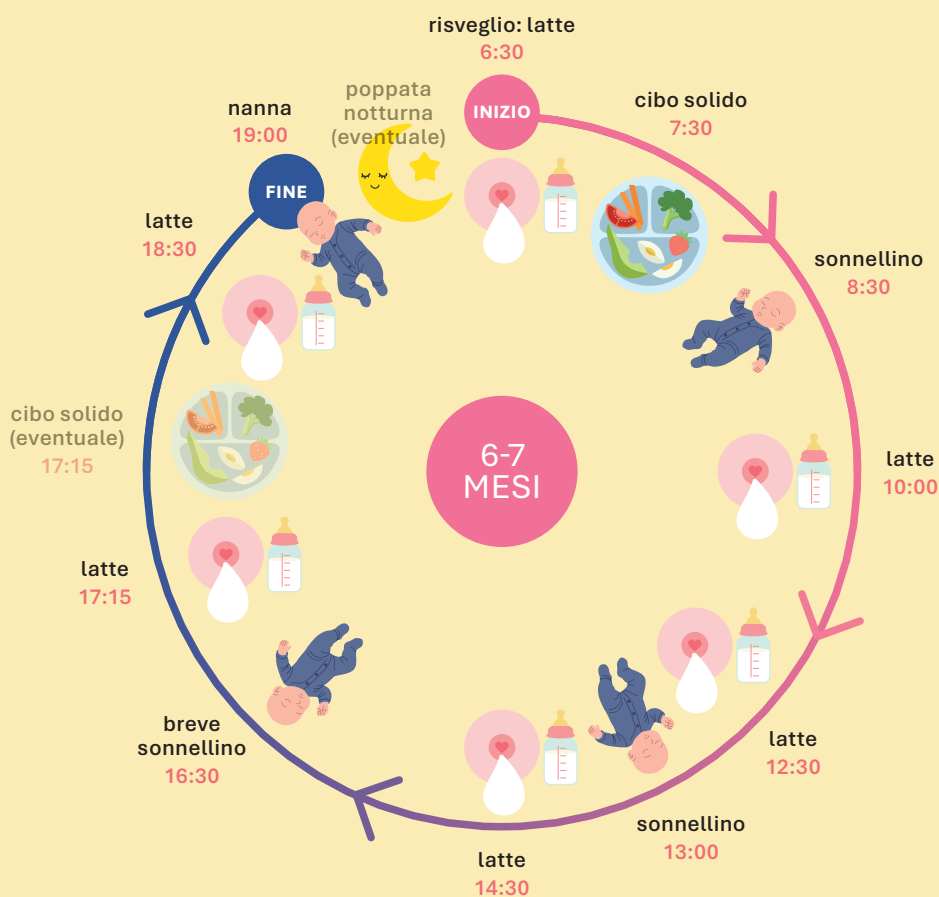 risveglio: latte
6:30
INIZIO
cibo solido
7:30
sonnellino
8:30
latte
10:00
latte
12:30
sonnellino
13:00
latte
14:30
breve
sonnellino
16:30
latte
17:15
cibo solido
(eventuale)
17:15
latte
18:30
nanna
19:00
FINE
poppata
notturna
(eventuale)
6-7
MESI